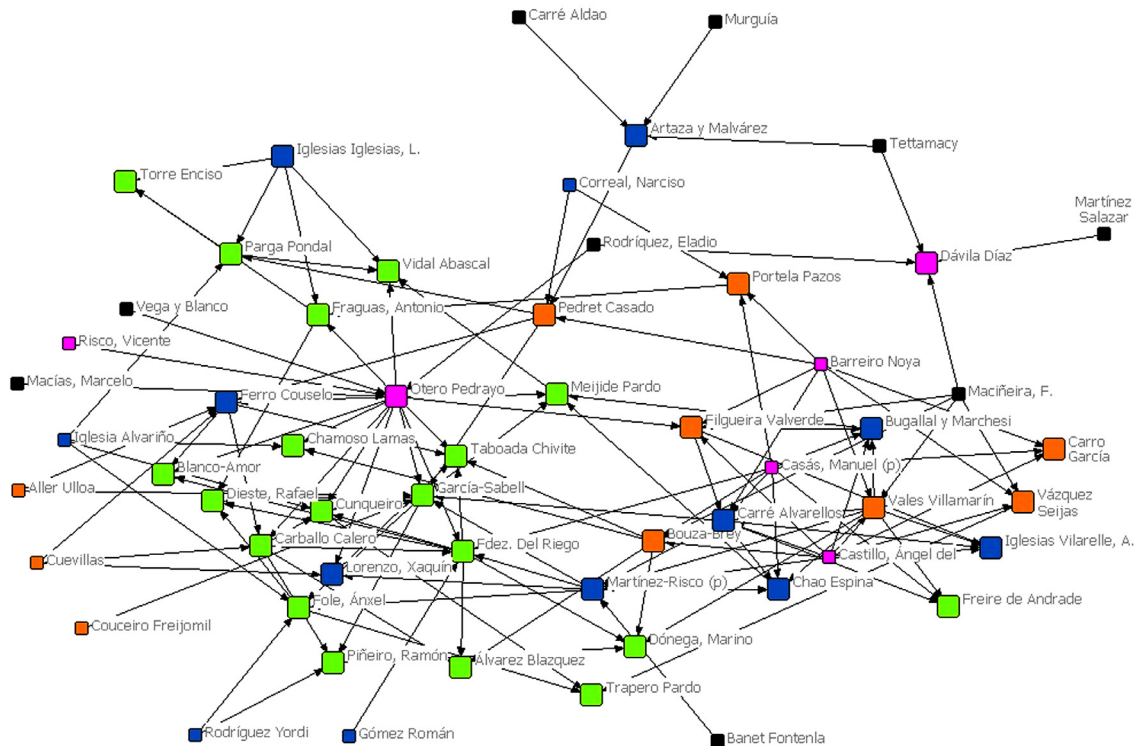 Carré Aldao
Murguía
Artaza y Malvárez
Tettamacy
Iglesias Iglesias, L.
Torre Enciso
Correal, Narciso
Martínez
Salazar
Rodríquez, Eladio
Parga Pondal
Vidal Abascal
Dávila Díaz
Portela Pazos
Vega y Blanco
Fraguas, Antonio
Pedret Casado
Risco, Vicente
Barreiro Noya
Macías, Marcelo
Ferro Couselo
Otero Pedrayo
Meijide Pardo
Maciñeira, F.
Filgueira Valverde
Bugallal y Marchesi
Iglesia Alvariño
Chamoso Lamas
Taboada Chivite
Carro
García
Casás, Manuel (p)
Blanco-Amor
Aller Ulloa
Dieste, Rafael
García-Sabell
Cunqueiro
Vales Villamarín
Vázquez
Seijas
Carré Alvarellos
Carballo Calero
Fdez. Del Riego
Bouza-Brey
Castillo, Ángel del
Iglesias Vilarelle, A.
Cuevillas
Lorenzo, Xaquín
Martínez-Risco (p)
Chao Espina
Fole, Ánxel
Freire de Andrade
Couceiro Freijomil
Dónega, Marino
Piñeiro, Ramón
Álvarez Blazquez
Trapero Pardo
Rodríguez Yordi
Gómez Román
Banet Fontenla